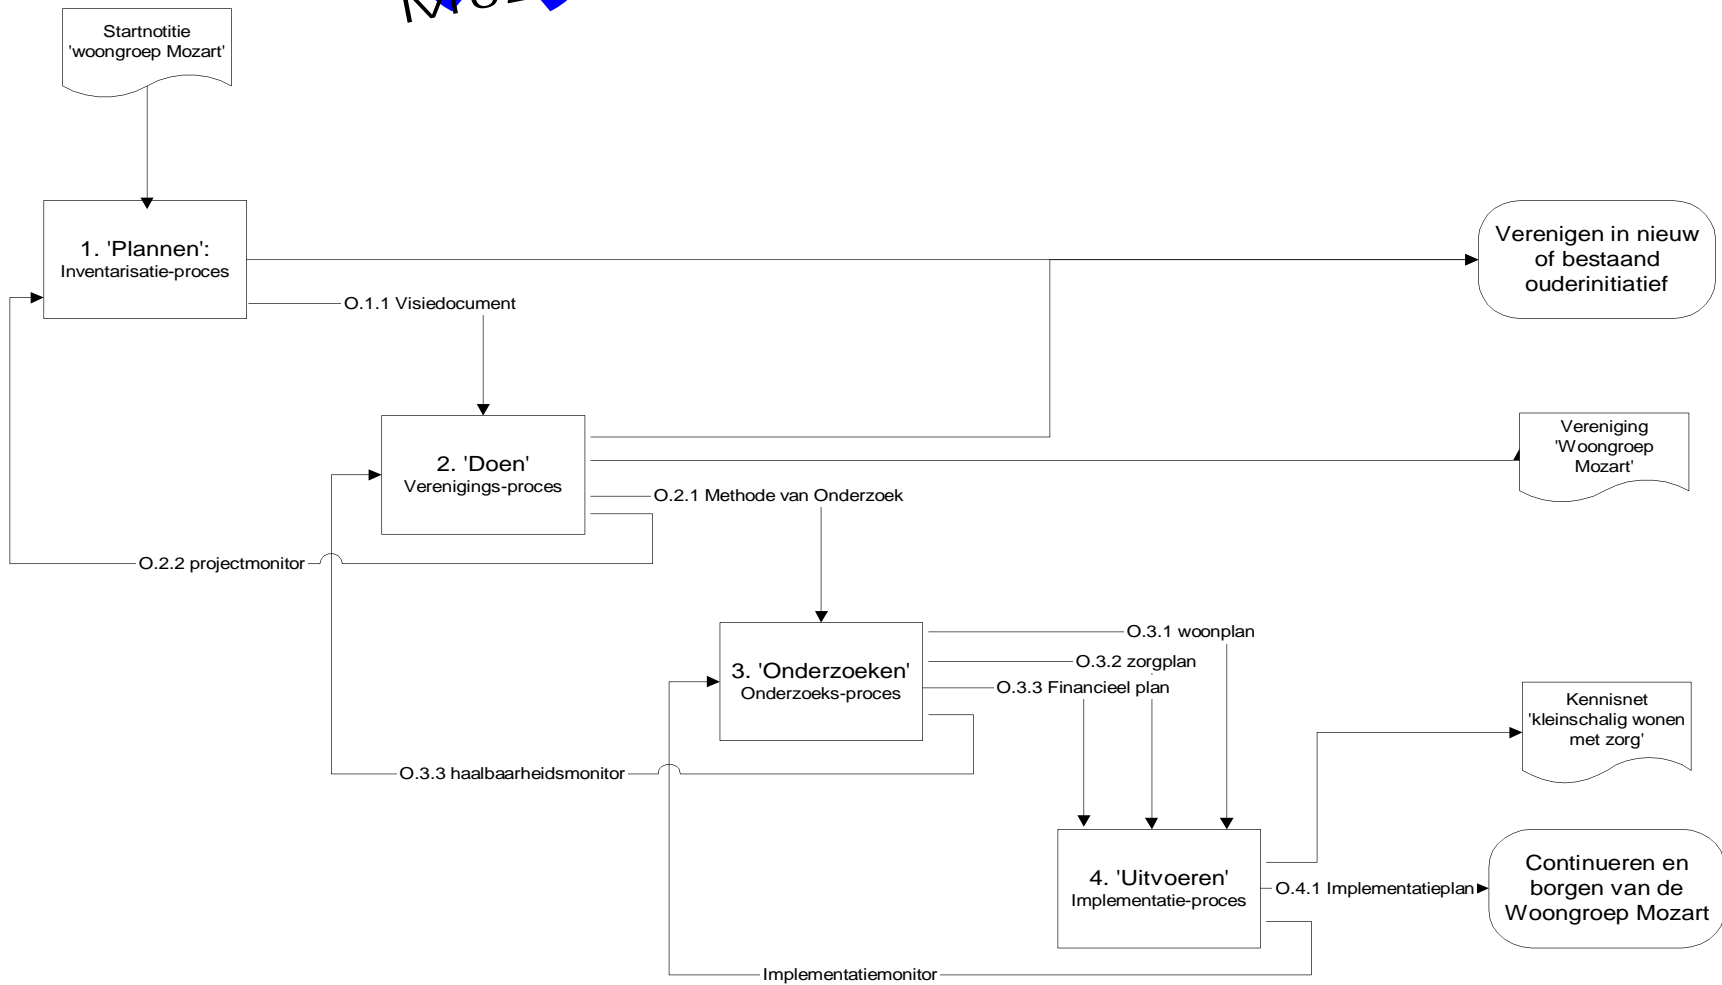 Startnotitie
'woongroep Mozart'
1. 'Plannen':
Inventarisatie-proces
Verenigen in nieuw
of bestaand
ouderinitiatief
O.1.1 Visiedocument
2. 'Doen'
Verenigings-proces
Vereniging
'Woongroep
Mozart'
O.2.1 Methode van Onderzoek
O.2.2 projectmonitor
3. 'Onderzoeken'
Onderzoeks-proces
O.3.1 woonplan
O.3.2 zorgplan
O.3.3 Financieel plan
Kennisnet
'kleinschalig wonen
met zorg'
O.3.3 haalbaarheidsmonitor
4. 'Uitvoeren'
Implementatie-proces
O.4.1 Implementatieplan
Continueren en
borgen van de
Woongroep Mozart
Implementatiemonitor